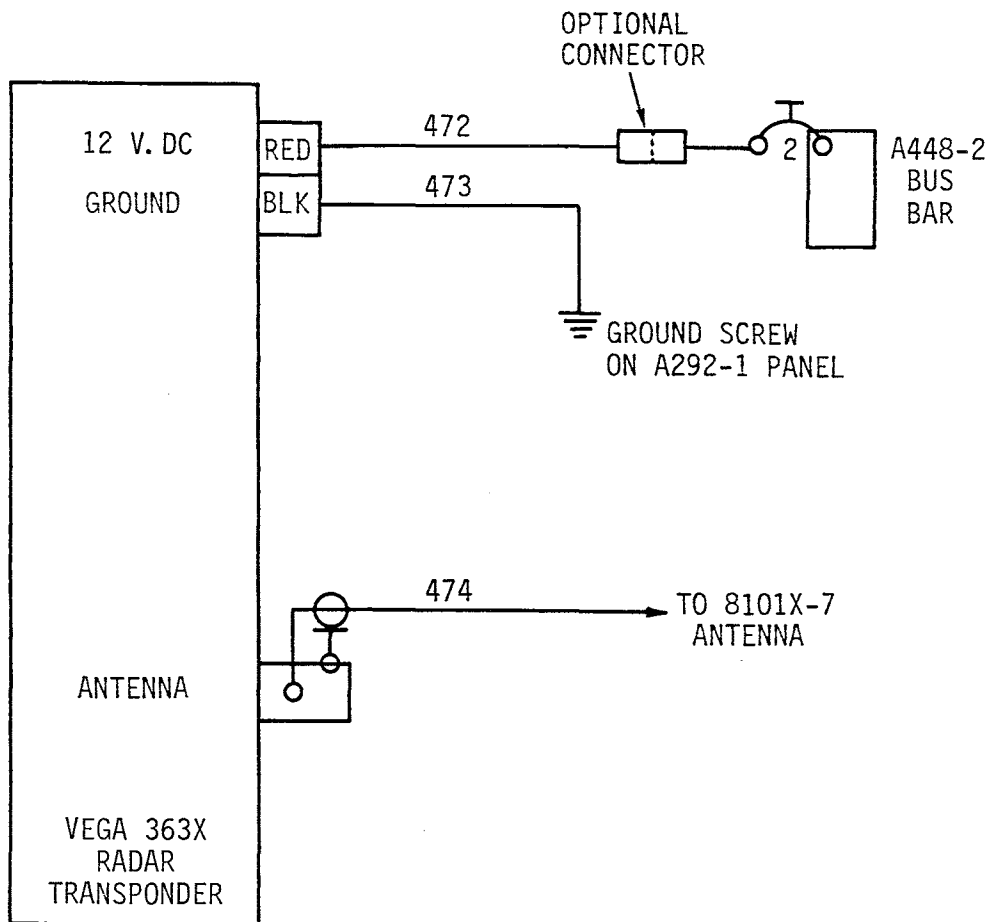 OPTIONAL
CONNECTOR
12 V.DC
RED
472
2
A448-2
BUS
BAR
GROUND
BLK
473
GROUND SCREW
ON A292-1 PANEL
474
TO 8101X-7
ANTENNA
ANTENNA
VEGA 363X
RADAR
TRANSPONDER